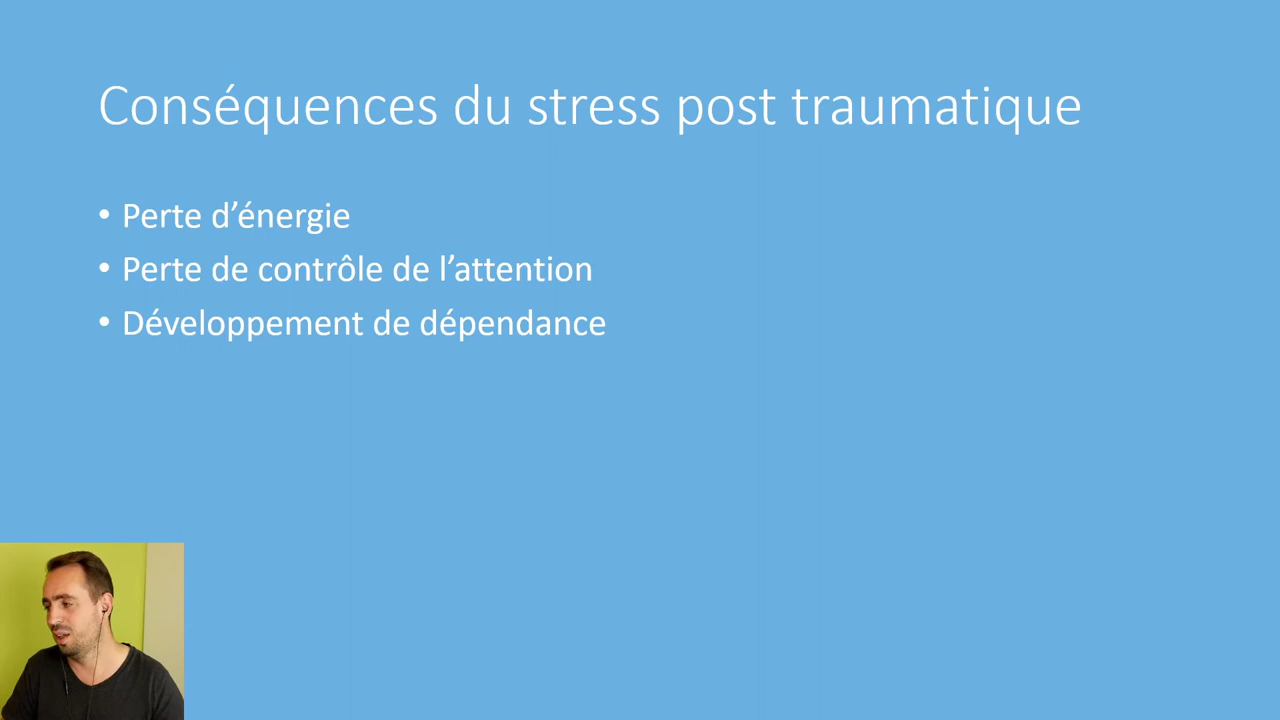 Conséquences du stress post traumatique
• Perte d’énergie
• Perte de contrôle de l’attention
• Développement de dépendance